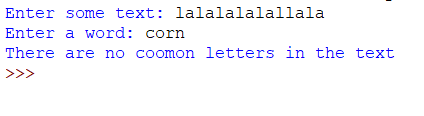 Enter some text: lalalalalallala
Enter a word: corn
There are no coomon letters in the text
>>>